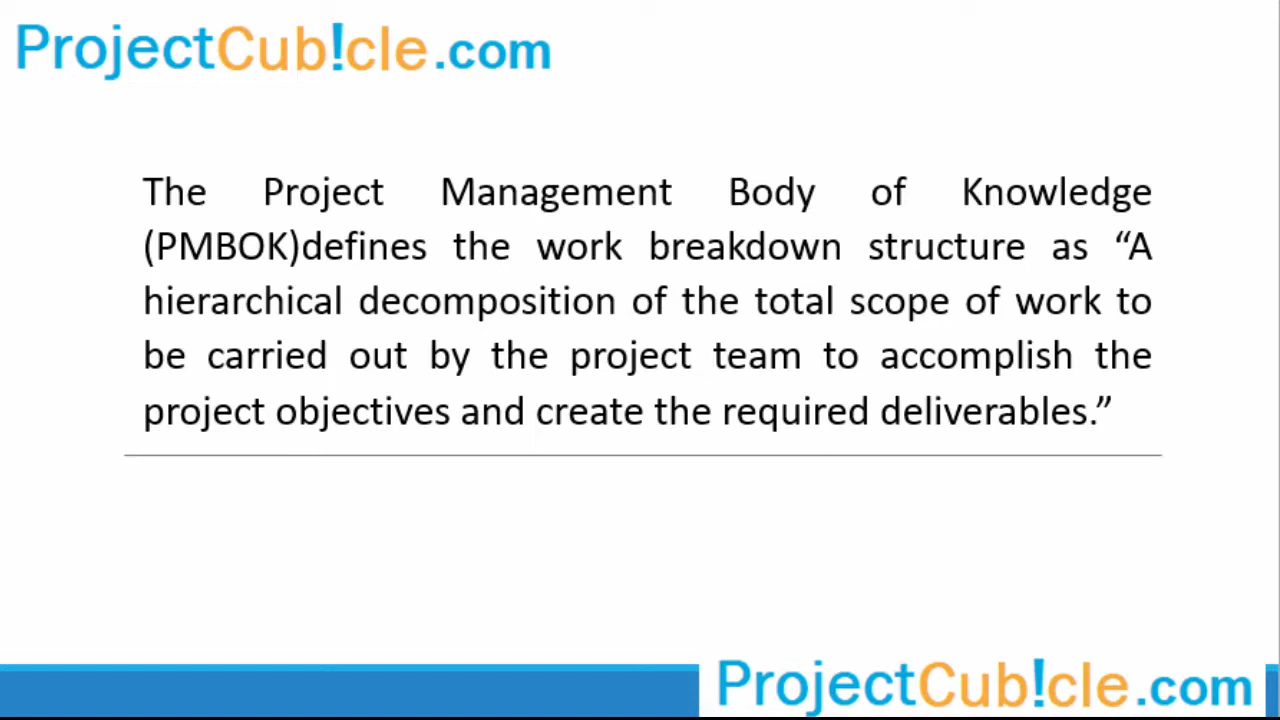 ProjectCub!cle.com
The Project Management Body of Knowledge
(PMBOK)defines the work breakdown structure as “A
hierarchical decomposition of the total scope of work to
be carried out by the project team to accomplish the
project objectives and create the required deliverables.”
ProjectCub!cle.com